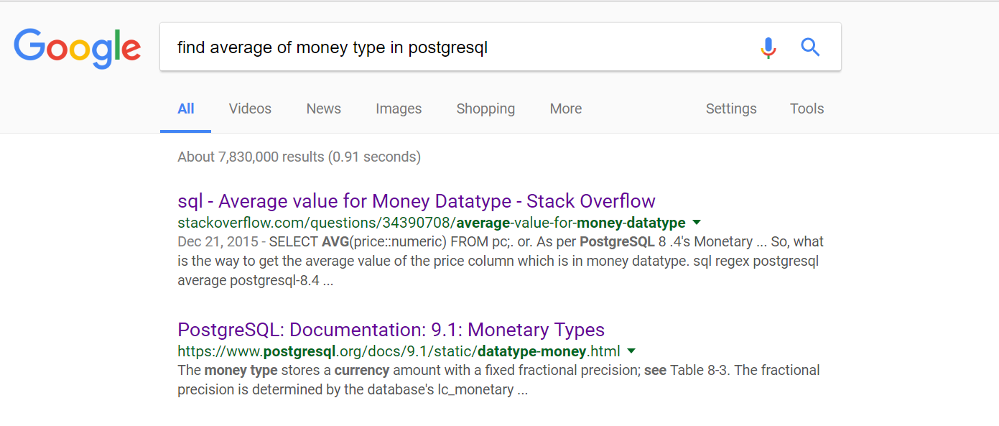 Google
find average of money type in postgresql
All Videos News Images Shopping More Settings Tools
About 7,830,000 results (0.91 seconds)
sql - Average value for Money Datatype - Stack Overflow
stackoverflow.com/questions/34390708/average-value-for-money-datatype
Dec 21, 2015 - SELECT AVG(price::numeric) FROM pc;. or. As per PostgreSQL 8 .4's Monetary ... So, what
is the way to get the average value of the price column which is in money datatype. sql regex postgresql
average postgresql-8.4 ...
PostgreSQL: Documentation: 9.1: Monetary Types
https://www.postgresql.org/docs/9.1/static/datatype-money.html
The money type stores a currency amount with a fixed fractional precision; see Table 8-3. The fractional
precision is determined by the database's lc_monetary ...